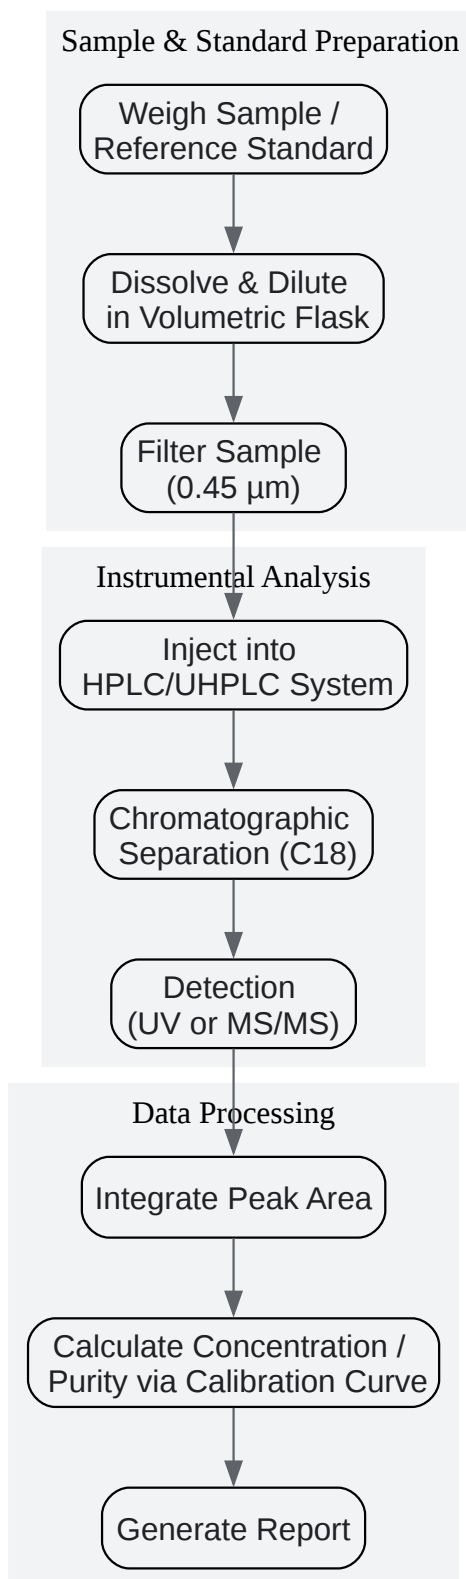 Sample & Standard Preparation
Weigh Sample /
Reference Standard
Dissolve & Dilute
in Volumetric Flask
Filter Sample
(0.45 µm)
Instrumental Analysis
Inject into
HPLC/UHPLC System
Chromatographic
Separation (C18)
Detection
(UV or MS/MS)
Data Processing
Integrate Peak Area
Calculate Concentration /
Purity via Calibration Curve
Generate Report